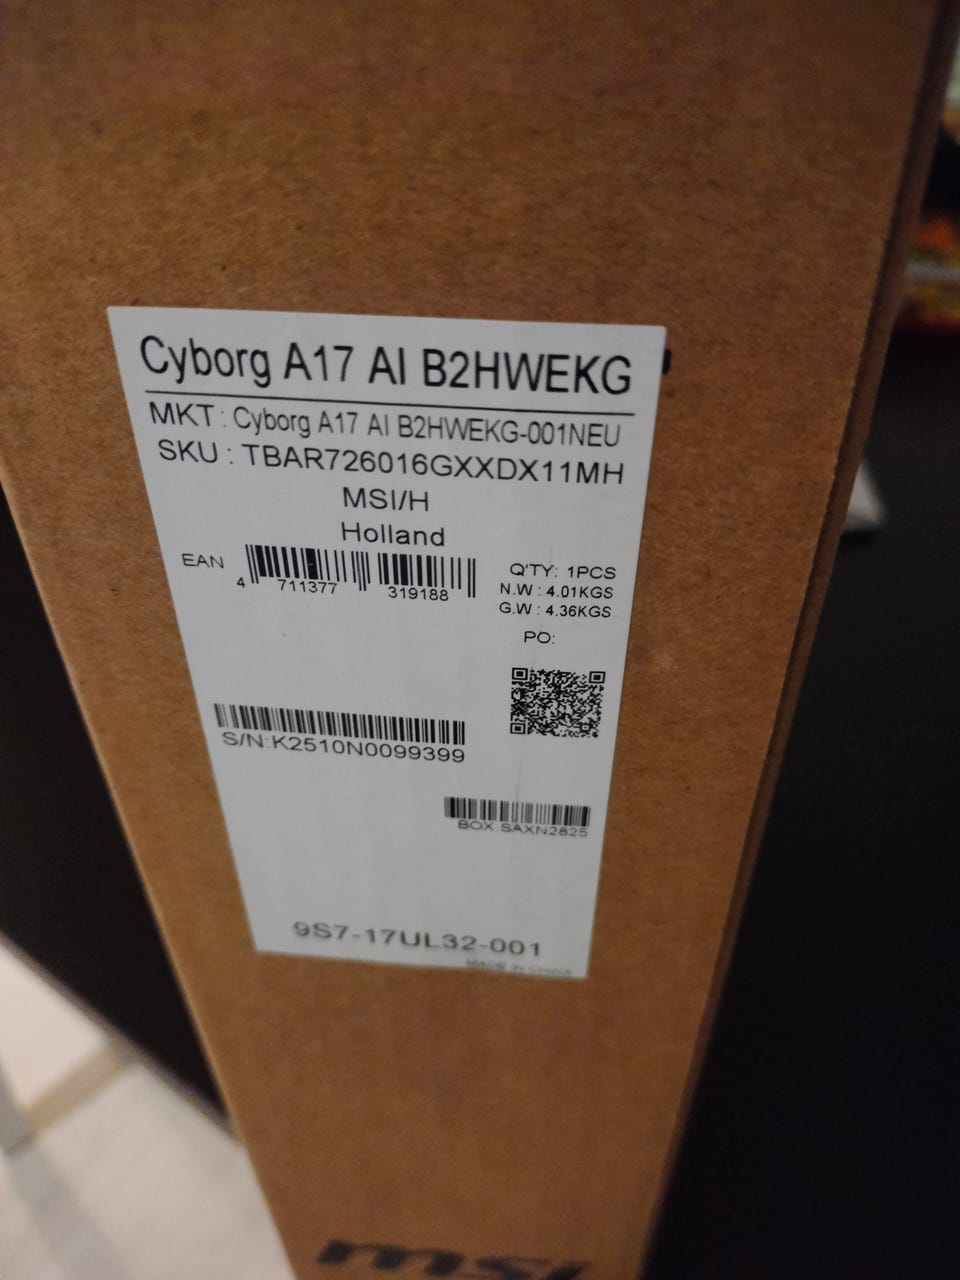 Cyborg A17 AI B2HWEKG
MKT : Cyborg A17 AI B2HWEKG-001NEU
SKU : TBAR726016GXXDX11MH
MSI/H
Holland
EAN
4 711377 319188
Q'TY: 1PCS
N.W : 4.01KGS
G.W : 4.36KGS
PO:
S/N:K2510N0099399
BOX:SAXN2825
9S7-17UL32-001
MADE IN CHINA
msi